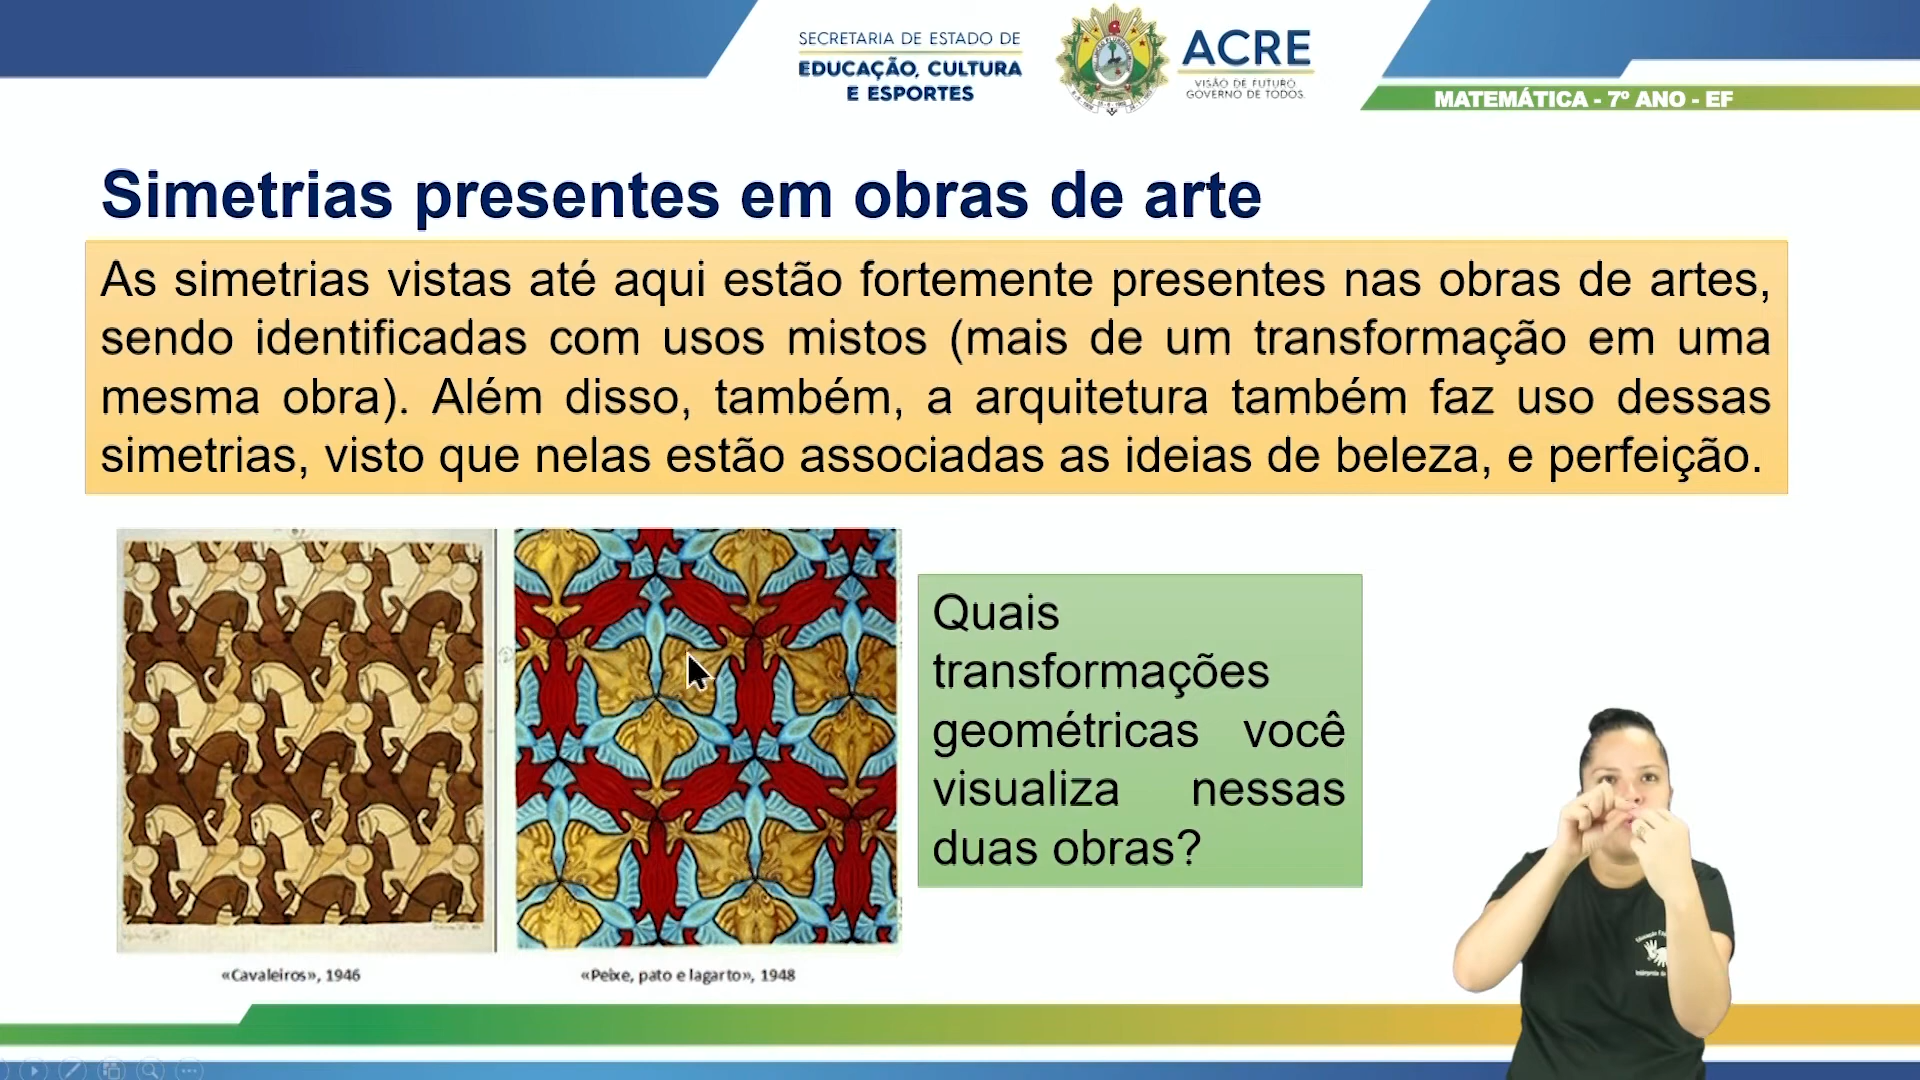 SECRETARIA DE ESTADO DE
EDUCAÇÃO, CULTURA
E ESPORTES
ACRE
VISÃO DE FUTURO
GOVERNO DE TODOS.
MATEMÁTICA - 7º ANO - EF
Simetrias presentes em obras de arte
As simetrias vistas até aqui estão fortemente presentes nas obras de artes,
sendo identificadas com usos mistos (mais de um transformação em uma
mesma obra). Além disso, também, a arquitetura também faz uso dessas
simetrias, visto que nelas estão associadas as ideias de beleza, e perfeição.
Quais
transformações
geométricas você
visualiza nessas
duas obras?
«Cavaleiros», 1946
«Peixe, pato e lagarto», 1948